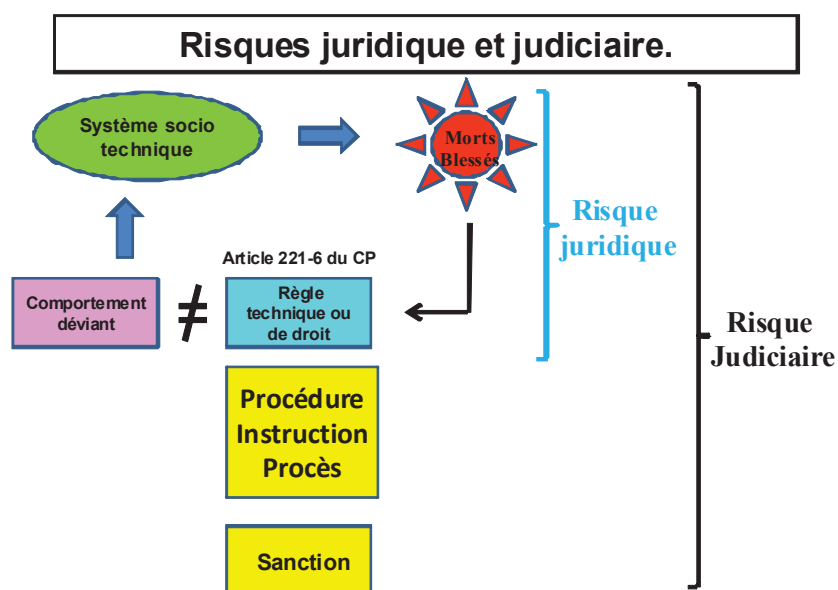 Risques juridique et judiciaire.
Système socio
technique
Morts
Blessés
Risque
juridique
Article 221-6 du CP
Comportement
déviant
≠
Règle
technique ou
de droit
Risque
Judiciaire
Procédure
Instruction
Procès
Sanction